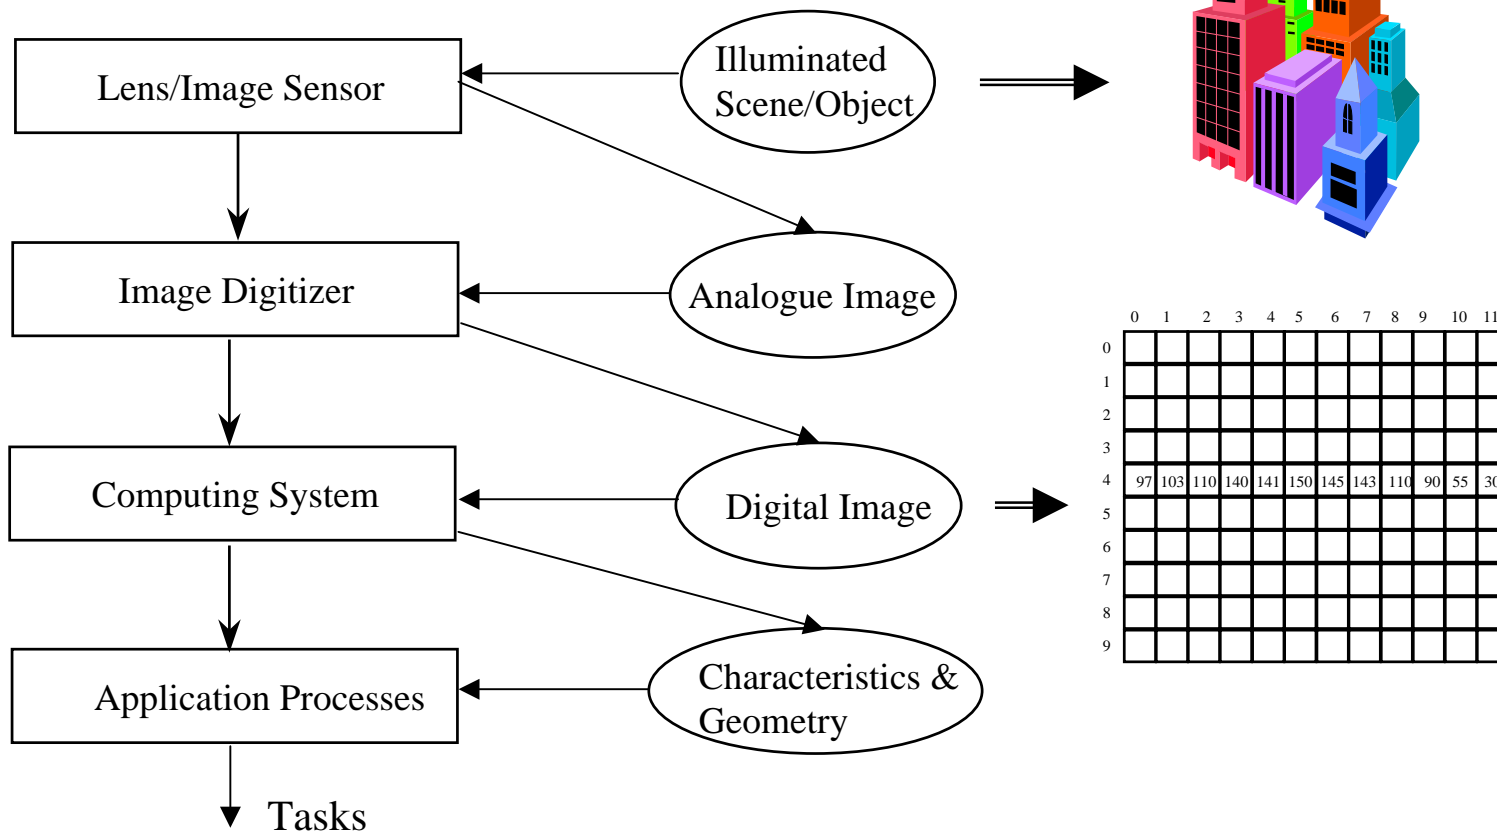 Illuminated
Lens/Image Sensor
Scene/Object
Image Digitizer
Analogue Image
0 1 2 3 4 5 6 7 8 9 10 11
0
1
2
3
4 97 103 110 140 141 150 145 143 110 90 55 30
5
6
7
8
9
Computing System
Digital Image
Characteristics &
Application Processes
Geometry
Tasks